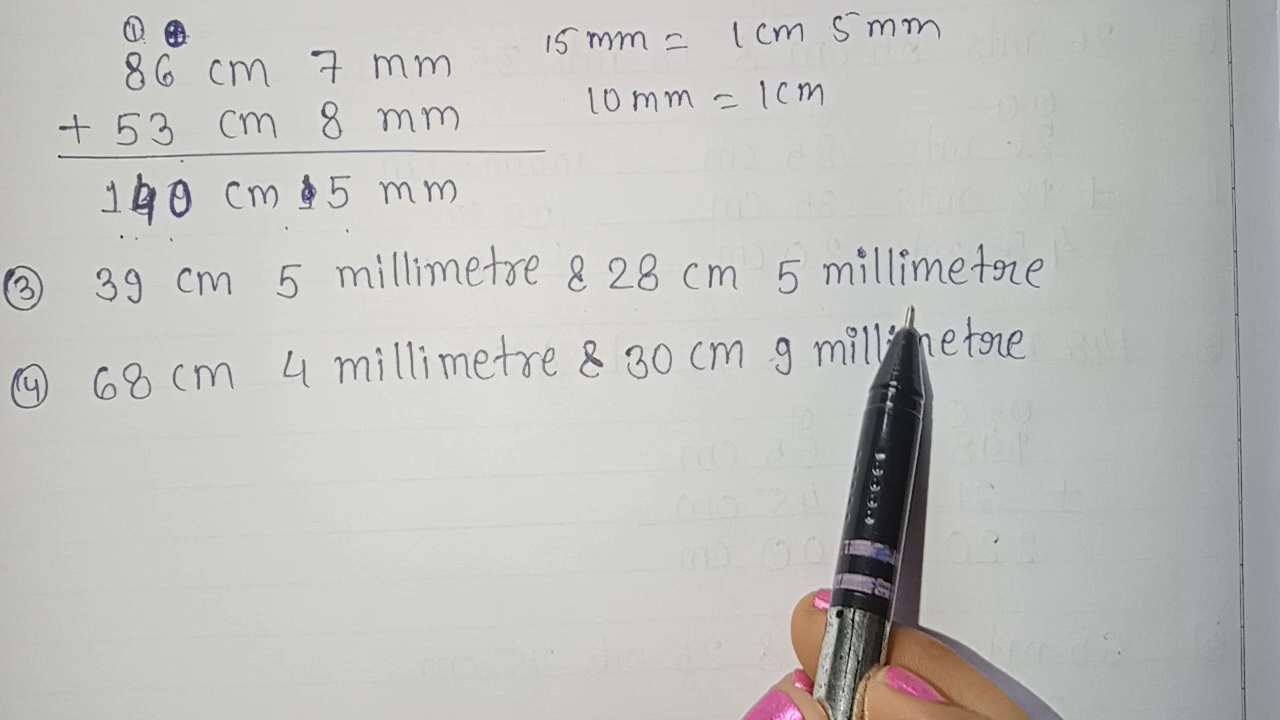 ①
86 cm 7 mm 15 mm = 1 cm 5 mm
+ 53 cm 8 mm 10 mm = 1 cm
140 cm 5 mm
③ 39 cm 5 millimetre & 28 cm 5 millimetre
④ 68 cm 4 millimetre & 30 cm 9 millimetre